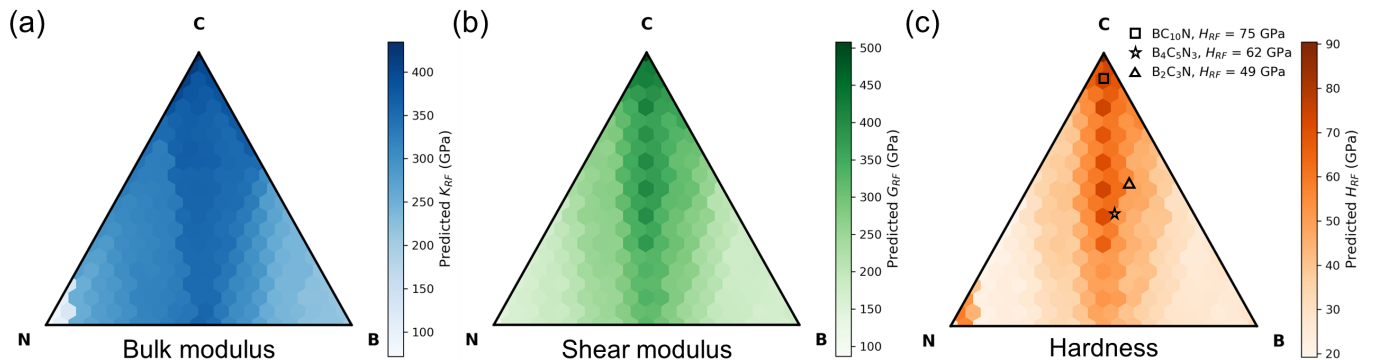 (a)
C
N
B
Bulk modulus
400
350
300
250
200
150
100
Predicted K_RF (GPa)
(b)
C
N
B
Shear modulus
500
450
400
350
300
250
200
150
100
Predicted G_RF (GPa)
(c)
C
BC₁₀N, H_RF = 75 GPa
B₄C₅N₃, H_RF = 62 GPa
B₂C₃N, H_RF = 49 GPa
N
B
Hardness
90
80
70
60
50
40
30
20
Predicted H_RF (GPa)